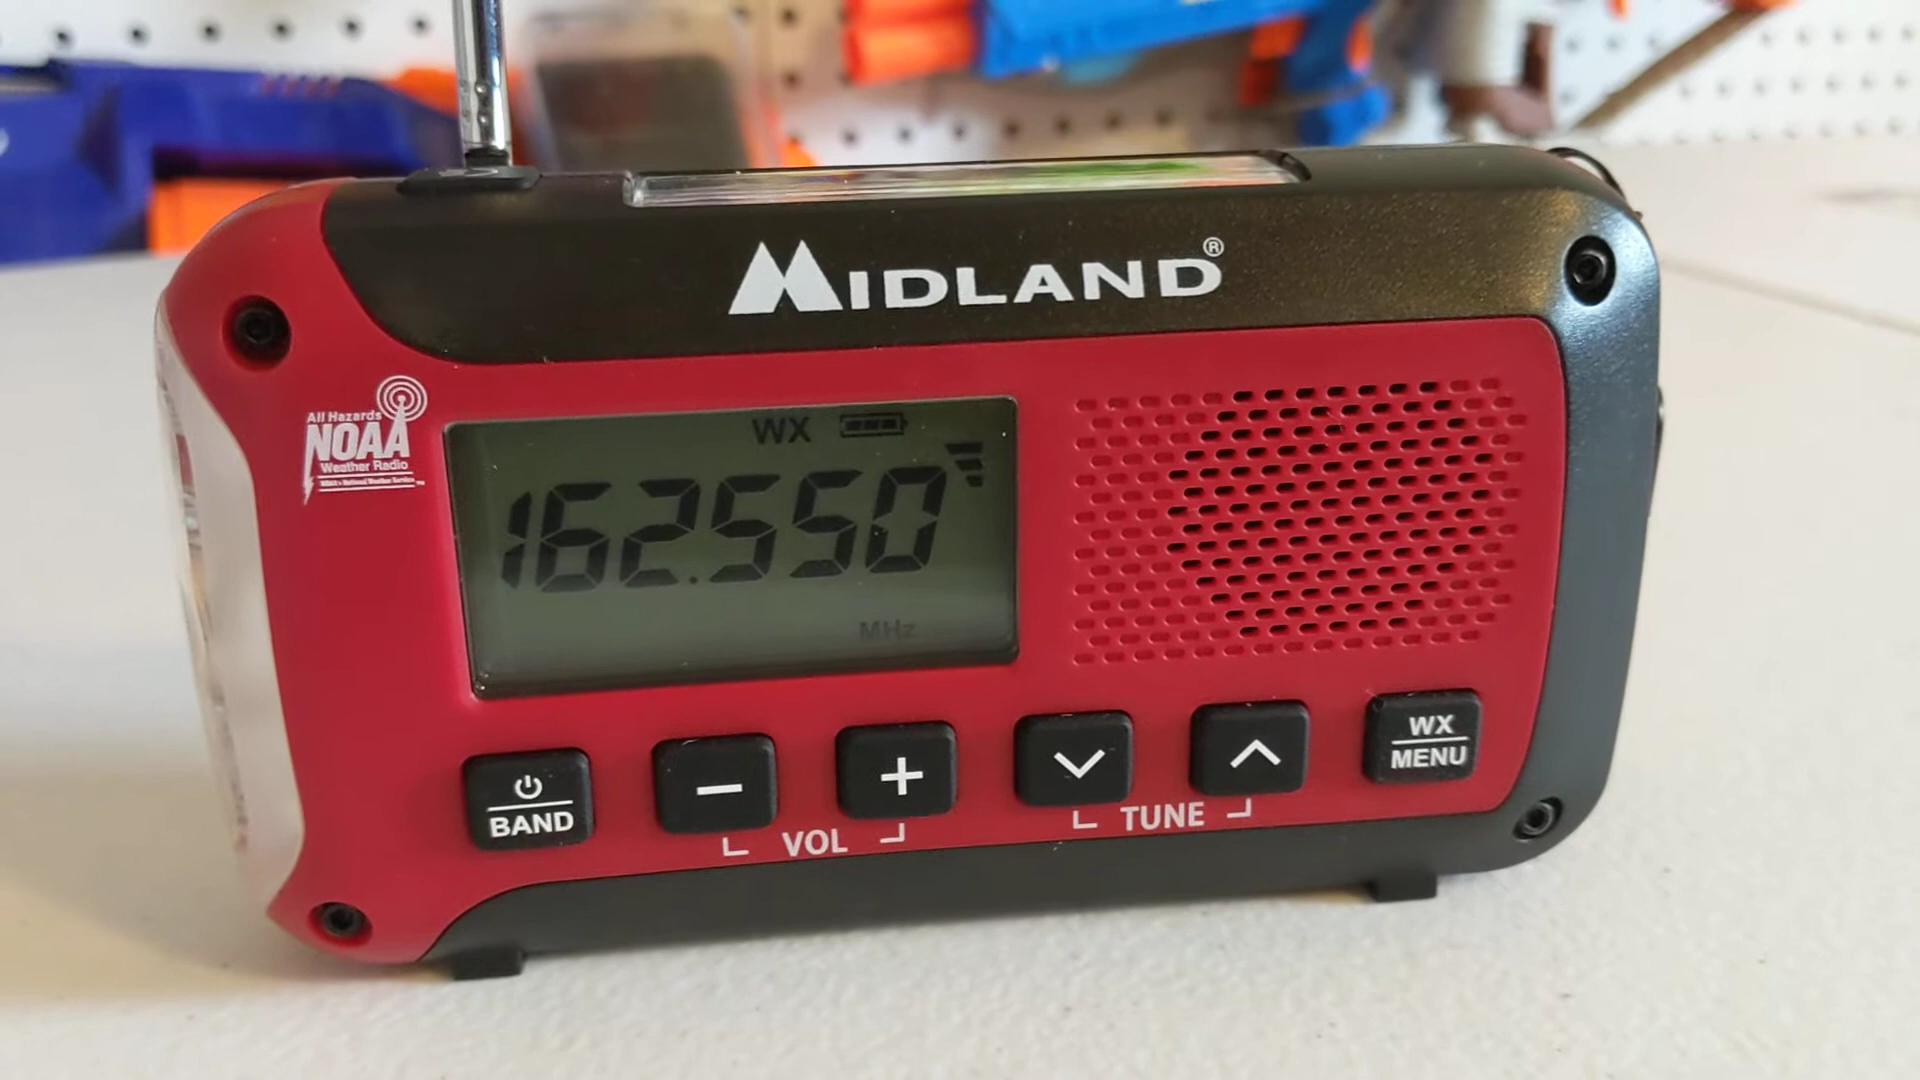 MIDLAND®
All Hazards
NOAA
Weather Radio
WX
162.550
MHz
BAND
VOL
TUNE
WX
MENU